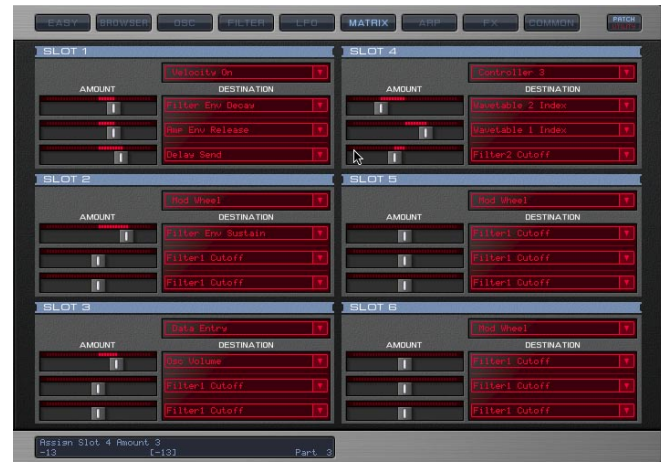 EASY BROWSER OSC FILTER LFO MATRIX ARP FX COMMON PATCH
SLOT 1
Velocity On
AMOUNT DESTINATION
Filter Env Decay
Amp Env Release
Delay Send
SLOT 4
Controller 3
AMOUNT DESTINATION
Wavetable 2 Index
Wavetable 1 Index
Filter2 Cutoff
SLOT 2
Mod Wheel
AMOUNT DESTINATION
Filter Env Sustain
Filter1 Cutoff
Filter1 Cutoff
SLOT 5
Mod Wheel
AMOUNT DESTINATION
Filter1 Cutoff
Filter1 Cutoff
Filter1 Cutoff
SLOT 3
Data Entry
AMOUNT DESTINATION
Osc Volume
Filter1 Cutoff
Filter1 Cutoff
SLOT 6
Mod Wheel
AMOUNT DESTINATION
Filter1 Cutoff
Filter1 Cutoff
Filter1 Cutoff
Assign Slot 4 Amount 3
-13 [-13] Part 3